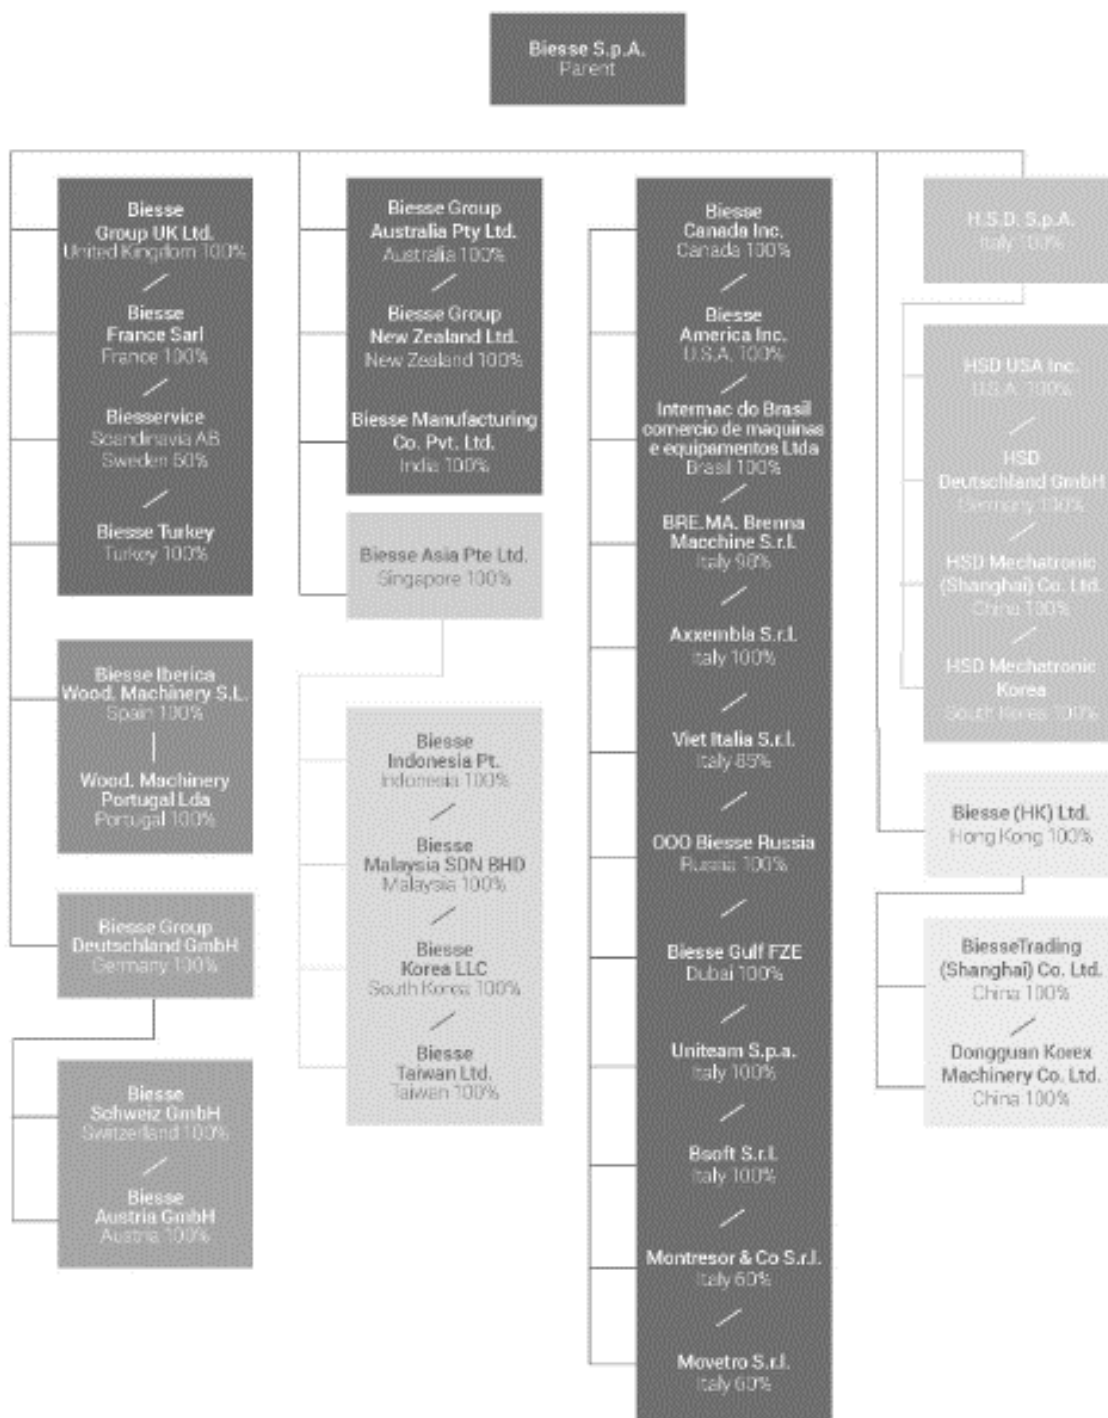 Biesse S.p.A.
Parent
Biesse
Group UK Ltd.
United Kingdom 100%
Biesse
France Sarl
France 100%
Biesservice
Scandinavia AB
Sweden 60%
Biesse Turkey
Turkey 100%
Biesse Iberica
Wood. Machinery S.L.
Spain 100%
Wood. Machinery
Portugal Lda
Portugal 100%
Biesse Group
Deutschland GmbH
Germany 100%
Biesse
Schweiz GmbH
Switzerland 100%
Biesse
Austria GmbH
Austria 100%
Biesse Group
Australia Pty Ltd.
Australia 100%
Biesse Group
New Zealand Ltd.
New Zealand 100%
Biesse Manufacturing
Co. Pvt. Ltd.
India 100%
Biesse Asia Pte Ltd.
Singapore 100%
Biesse
Indonesia Pt.
Indonesia 100%
Biesse
Malaysia SDN BHD
Malaysia 100%
Biesse
Korea LLC
South Korea 100%
Biesse
Taiwan Ltd.
Taiwan 100%
Biesse
Canada Inc.
Canada 100%
Biesse
America Inc.
U.S.A. 100%
Intermac do Brasil
comercio de maquinas
e equipamentos Ltda
Brasil 100%
BRE.MA. Brenna
Macchine S.r.l.
Italy 98%
Axxembla S.r.l.
Italy 100%
Viet Italia S.r.l.
Italy 85%
OOO Biesse Russia
Russia 100%
Biesse Gulf FZE
Dubai 100%
Uniteam S.p.a.
Italy 100%
Bsoft S.r.l.
Italy 100%
Montresor & Co S.r.l.
Italy 60%
Movetro S.r.l.
Italy 60%
H.S.D. S.p.A.
Italy 100%
HSD USA Inc.
U.S.A. 100%
HSD
Deutschland GmbH
Germany 100%
HSD Mechatronic
(Shanghai) Co. Ltd.
China 100%
HSD Mechatronic
Korea
South Korea 100%
Biesse (HK) Ltd.
Hong Kong 100%
BiesseTrading
(Shanghai) Co. Ltd.
China 100%
Dongguan Korex
Machinery Co. Ltd.
China 100%